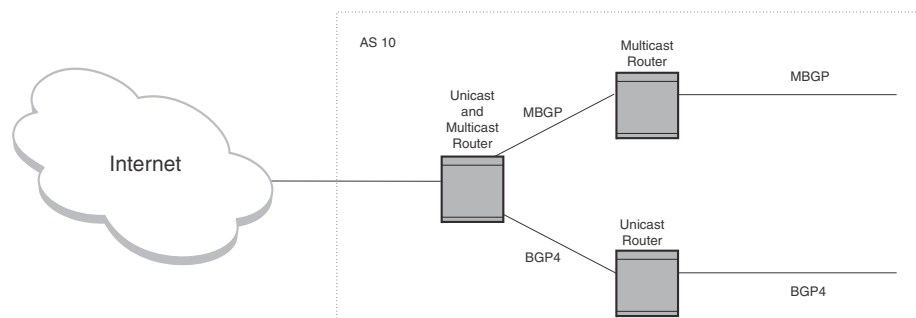 AS 10
Multicast
Router
MBGP
Unicast
and
Multicast
Router
MBGP
Internet
Unicast
Router
BGP4
BGP4